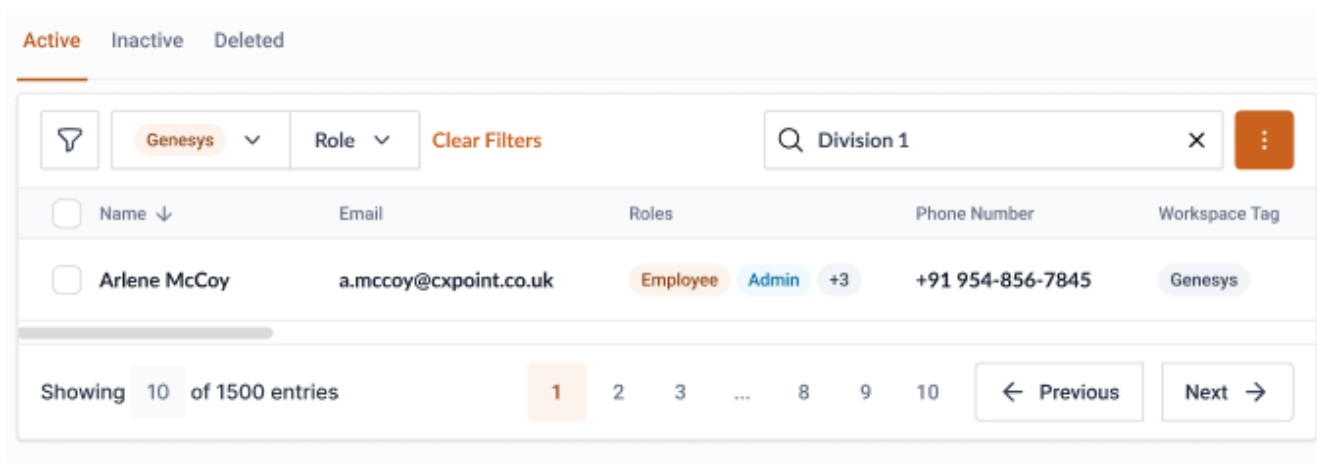 Active Inactive Deleted
Genesys Role Clear Filters Division 1
Name Email Roles Phone Number Workspace Tag
Arlene McCoy a.mccoy@cxpoint.co.uk Employee Admin +3 +91 954-856-7845 Genesys
Showing 10 of 1500 entries 1 2 3 ... 8 9 10 Previous Next